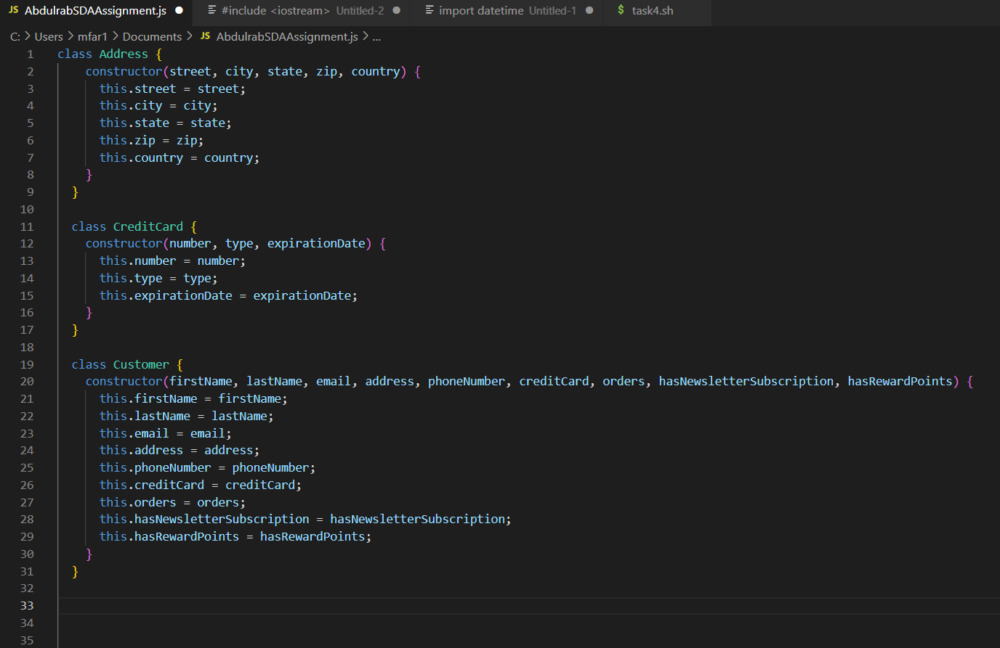 JS AbdulrabSDAAssignment.js ● #include <iostream> Untitled-2 ● import datetime Untitled-1 ● $ task4.sh
C: > Users > mfar1 > Documents > JS AbdulrabSDAAssignment.js > ...
1 class Address {
2 constructor(street, city, state, zip, country) {
3 this.street = street;
4 this.city = city;
5 this.state = state;
6 this.zip = zip;
7 this.country = country;
8 }
9 }
10
11 class CreditCard {
12 constructor(number, type, expirationDate) {
13 this.number = number;
14 this.type = type;
15 this.expirationDate = expirationDate;
16 }
17 }
18
19 class Customer {
20 constructor(firstName, lastName, email, address, phoneNumber, creditCard, orders, hasNewsletterSubscription, hasRewardPoints) {
21 this.firstName = firstName;
22 this.lastName = lastName;
23 this.email = email;
24 this.address = address;
25 this.phoneNumber = phoneNumber;
26 this.creditCard = creditCard;
27 this.orders = orders;
28 this.hasNewsletterSubscription = hasNewsletterSubscription;
29 this.hasRewardPoints = hasRewardPoints;
30 }
31 }
32
33
34
35